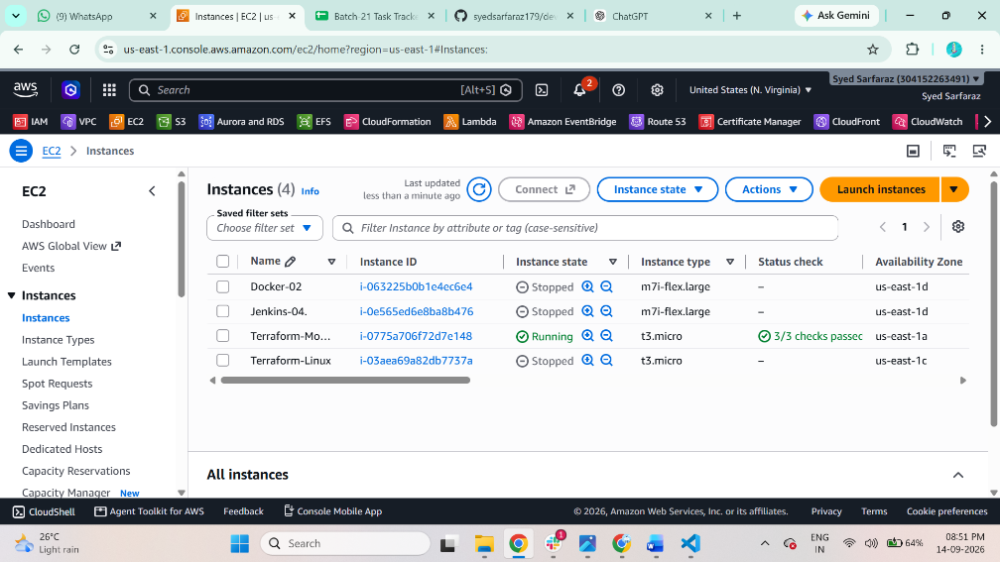 (9) WhatsApp
Instances | EC2 | us
Batch-21 Task Tracke
syedsarfaraz179/de
ChatGPT
Ask Gemini
us-east-1.console.aws.amazon.com/ec2/home?region=us-east-1#Instances:
aws
Search
[Alt+S]
2
United States (N. Virginia)
Syed Sarfaraz (304152263491)
Syed Sarfaraz
IAM
VPC
EC2
S3
Aurora and RDS
EFS
CloudFormation
Lambda
Amazon EventBridge
Route 53
Certificate Manager
CloudFront
CloudWatch
EC2
Instances
EC2
Dashboard
AWS Global View
Events
Instances
Instances
Instance Types
Launch Templates
Spot Requests
Savings Plans
Reserved Instances
Dedicated Hosts
Capacity Reservations
Capacity Manager New
Instances (4) Info
Last updated
less than a minute ago
Connect
Instance state
Actions
Launch instances
Saved filter sets
Choose filter set
Filter Instance by attribute or tag (case-sensitive)
1
Name Instance ID Instance state Instance type Status check Availability Zone
Docker-02 i-063225b0b1e4ec6e4 Stopped m7i-flex.large – us-east-1d
Jenkins-04. i-0e565ed6e8ba8b476 Stopped m7i-flex.large – us-east-1d
Terraform-Mo... i-0775a706f72d7e148 Running t3.micro 3/3 checks passed us-east-1a
Terraform-Linux i-03aea69a82db7737a Stopped t3.micro – us-east-1c
All instances
CloudShell
Agent Toolkit for AWS
Feedback
Console Mobile App
© 2026, Amazon Web Services, Inc. or its affiliates.
Privacy
Terms
Cookie preferences
26°C
Light rain
Search
1
ENG
IN
64%
08:51 PM
14-09-2026